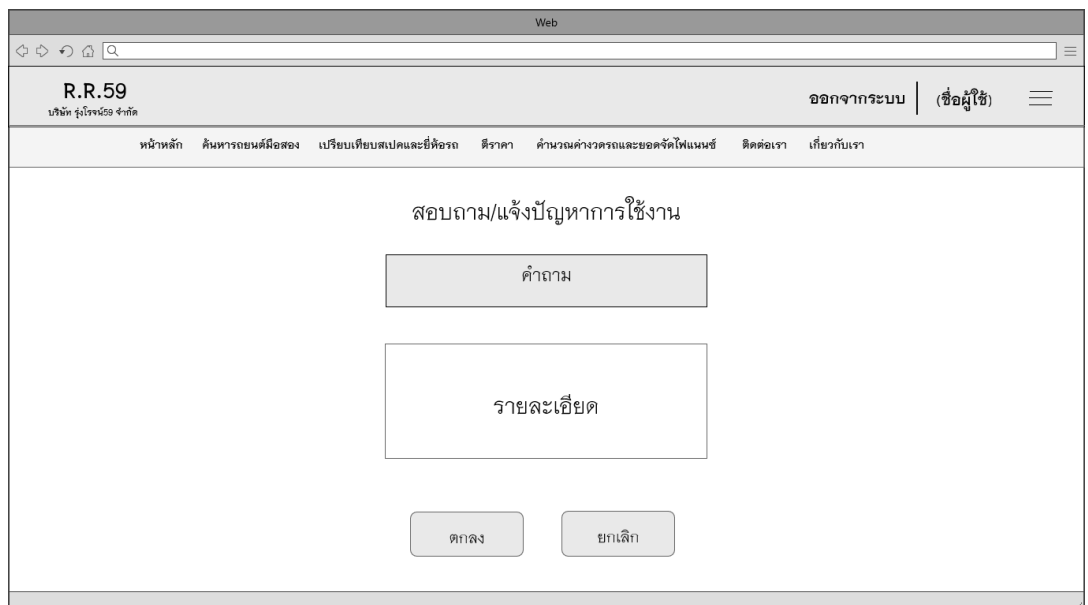 Web
R.R.59
บริษัท รุ่งโรจน์59 จำกัด
ออกจากระบบ (ชื่อผู้ใช้)
หน้าหลัก ค้นหารถยนต์มือสอง เปรียบเทียบสเปคและยี่ห้อรถ ตีราคา คำนวณค่างวดรถและยอดจัดไฟแนนซ์ ติดต่อเรา เกี่ยวกับเรา
สอบถาม/แจ้งปัญหาการใช้งาน
คำถาม
รายละเอียด
ตกลง ยกเลิก